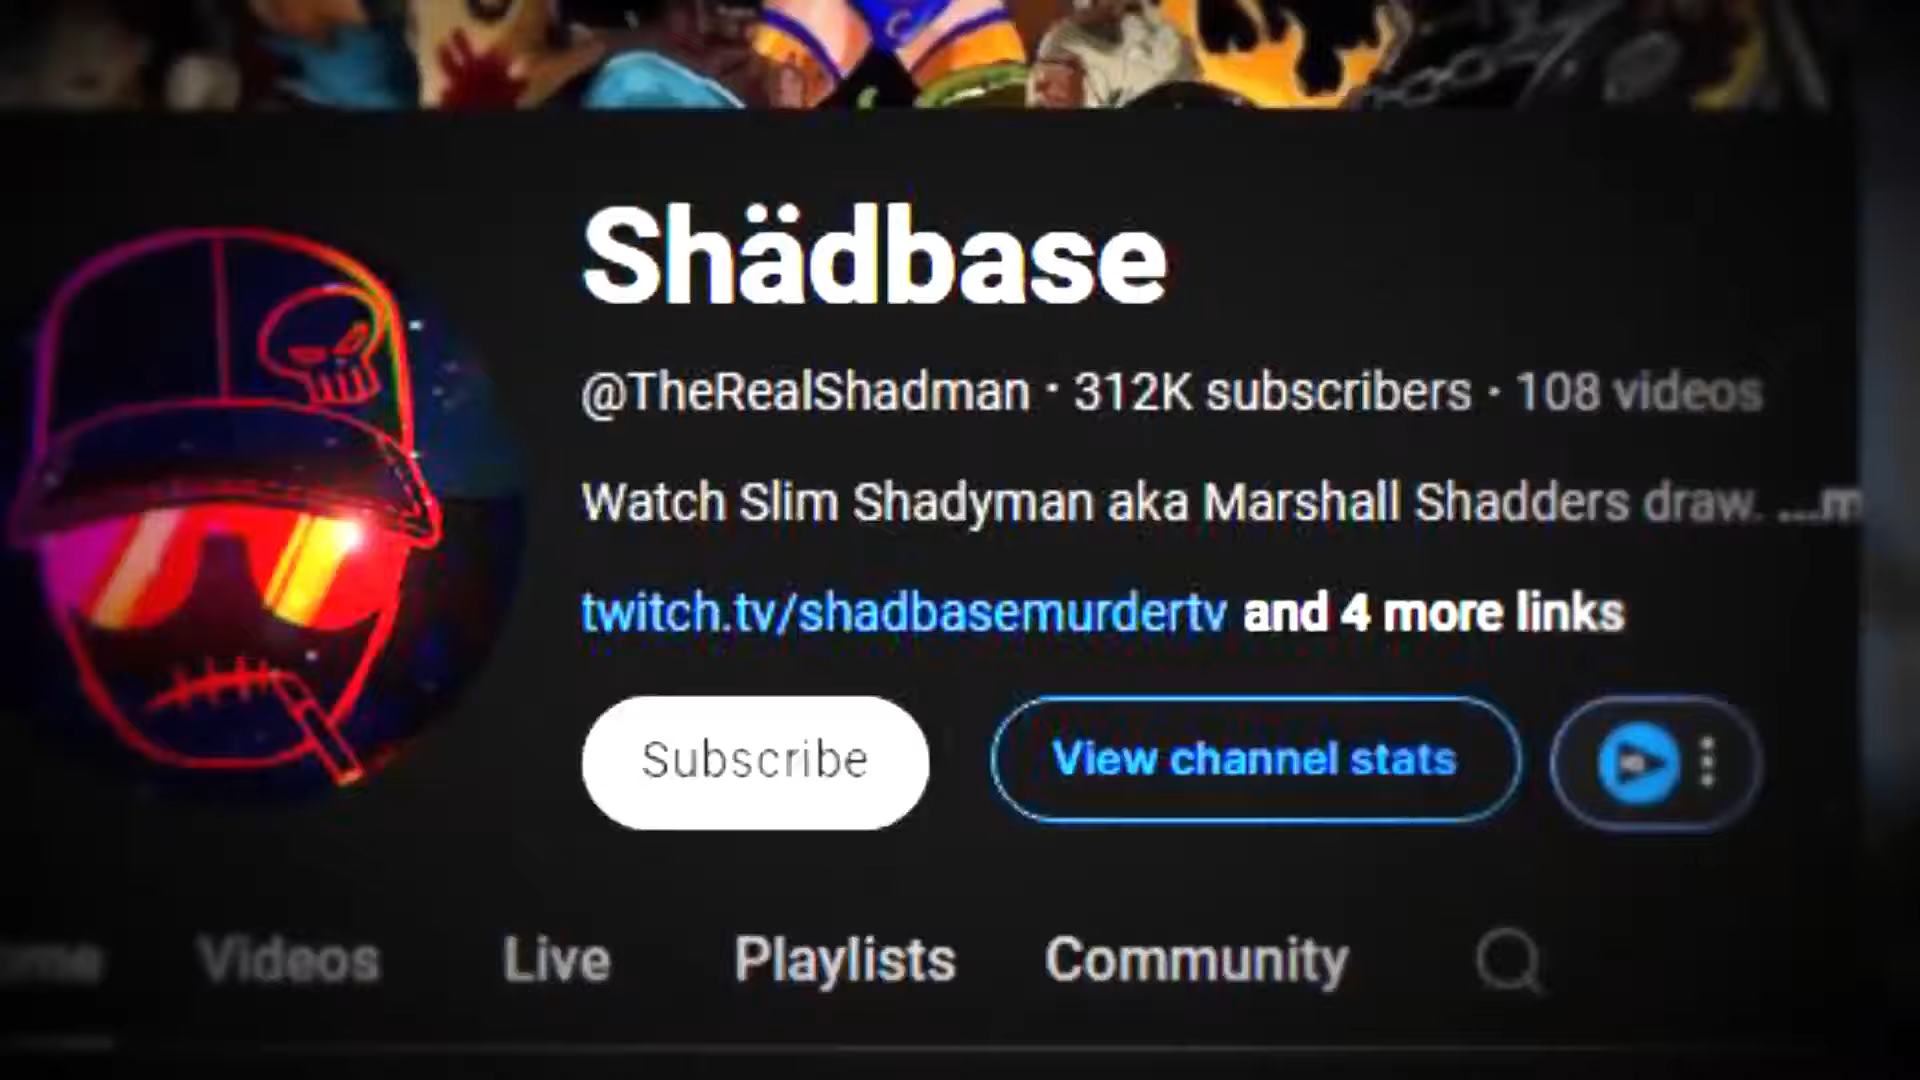 Shädbase
@TheRealShadman · 312K subscribers · 108 videos
Watch Slim Shadyman aka Marshall Shadders draw. ...m
twitch.tv/shadbasemurdertv and 4 more links
Subscribe
View channel stats
ome
Videos
Live
Playlists
Community